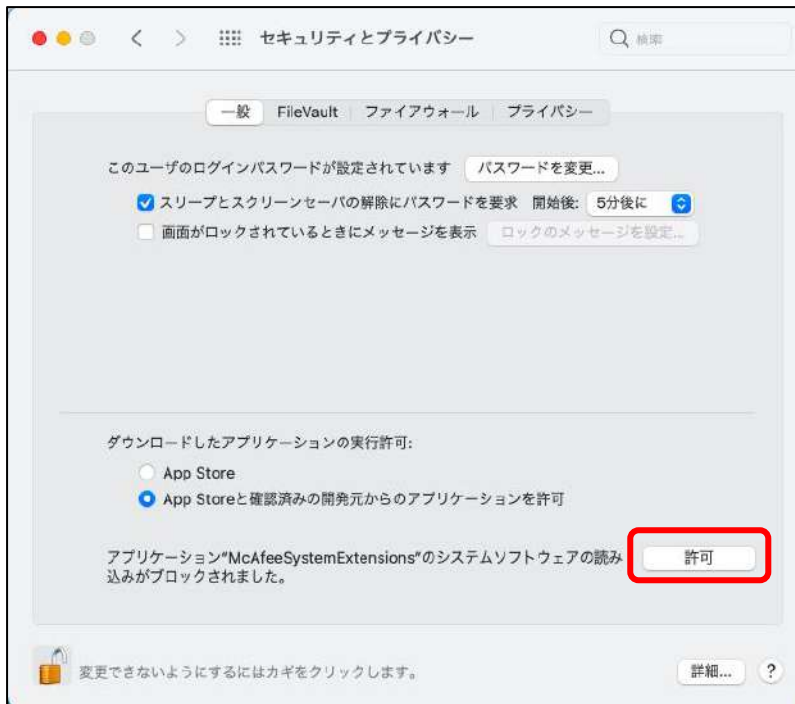 セキュリティとプライバシー
検索
一般 FileVault ファイアウォール プライバシー
このユーザのログインパスワードが設定されています パスワードを変更...
スリープとスクリーンセーバの解除にパスワードを要求 開始後: 5分後に
画面がロックされているときにメッセージを表示 ロックのメッセージを設定...
ダウンロードしたアプリケーションの実行許可:
App Store
App Storeと確認済みの開発元からのアプリケーションを許可
アプリケーション"McAfeeSystemExtensions"のシステムソフトウェアの読み
込みがブロックされました。
許可
変更できないようにするにはカギをクリックします。
詳細... ?